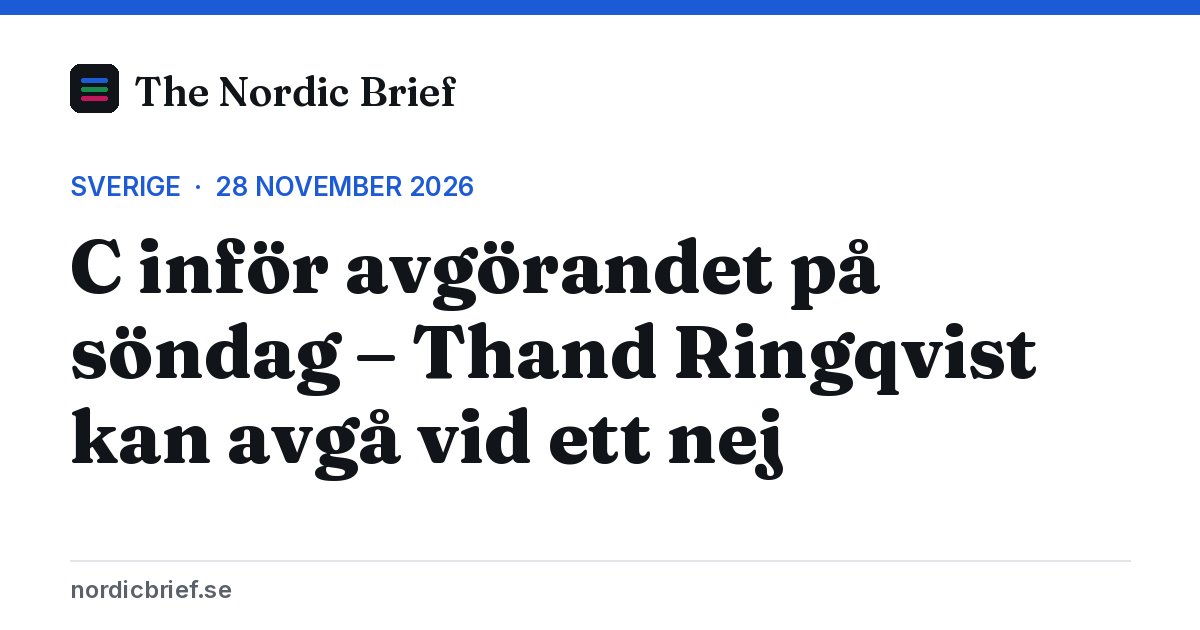 The Nordic Brief
SVERIGE · 28 NOVEMBER 2026
C inför avgörandet på
söndag – Thand Ringqvist
kan avgå vid ett nej
nordicbrief.se